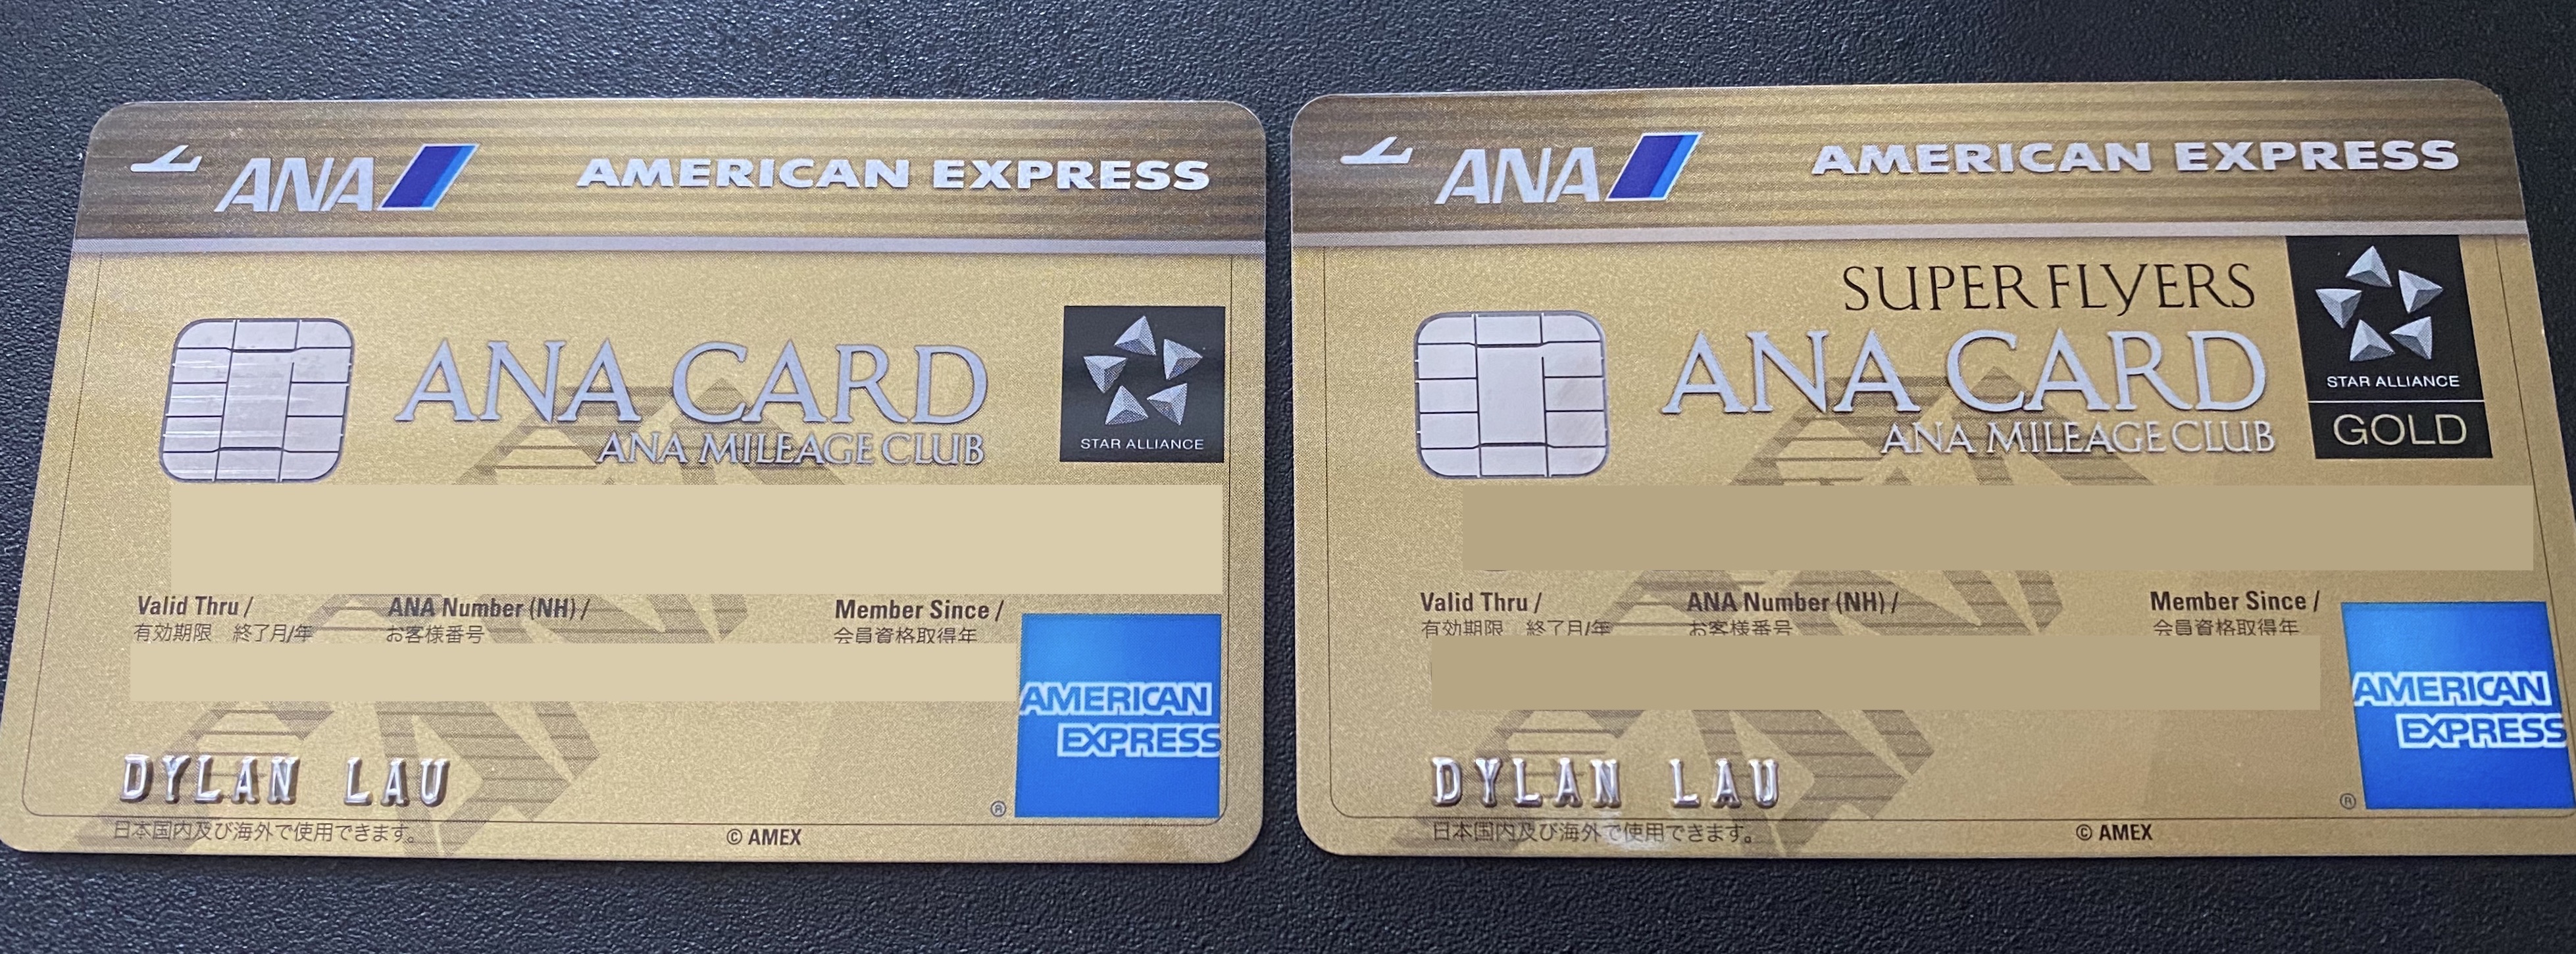 ANA AMERICAN EXPRESS
ANA CARD
ANA MILEAGE CLUB
STAR ALLIANCE
Valid Thru / ANA Number (NH) / Member Since /
有効期限 終了月/年 お客様番号 会員資格取得年
AMERICAN
EXPRESS
®
DYLAN LAU
日本国内及び海外で使用できます。 © AMEX
ANA AMERICAN EXPRESS
SUPER FLYERS
ANA CARD
ANA MILEAGE CLUB
STAR ALLIANCE
GOLD
Valid Thru / ANA Number (NH) / Member Since /
有効期限 終了月/年 お客様番号 会員資格取得年
AMERICAN
EXPRESS
®
DYLAN LAU
日本国内及び海外で使用できます。 © AMEX